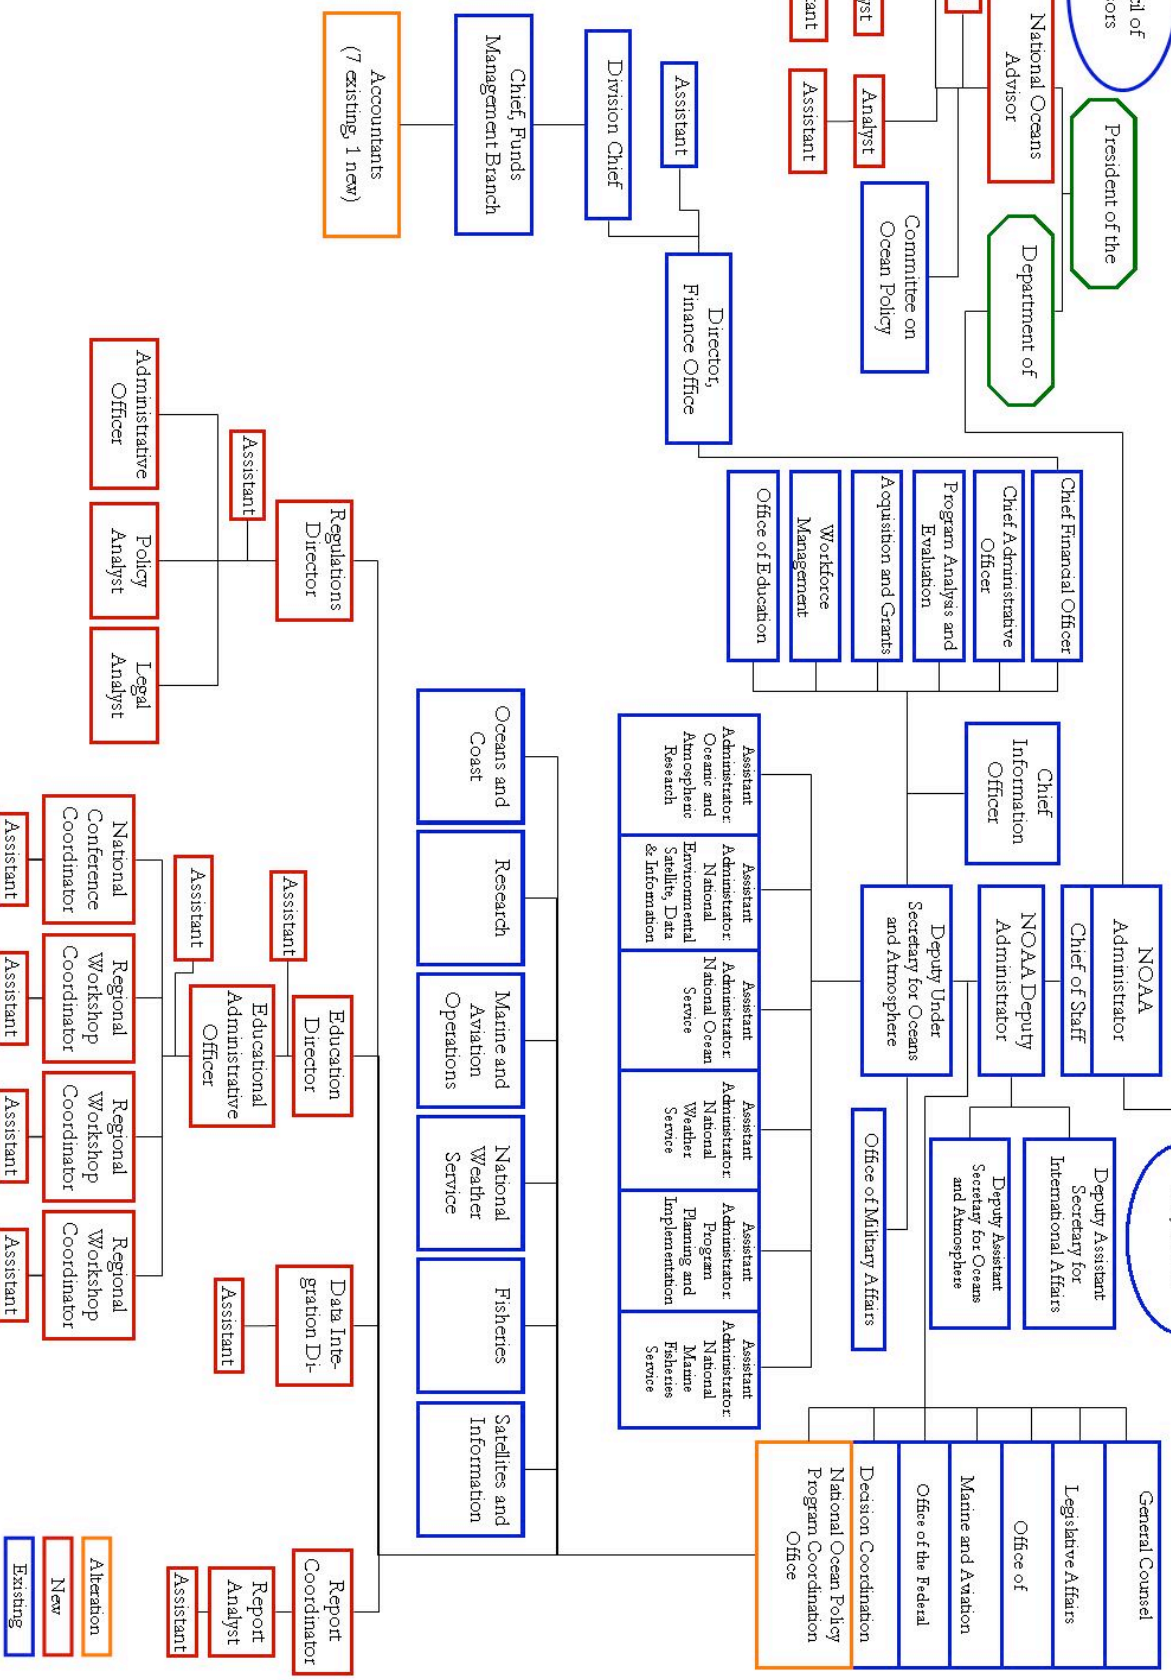 cil of
sors
President of the
National Oceans
Advisor
Department of
yst
tant
Analyst
Assistant
Committee on
Ocean Policy
NOAA
Administrator
Chief of Staff
NOAA Deputy
Administrator
Deputy Assistant
Secretary for
International Affairs
Deputy Assistant
Secretary for Oceans
and Atmosphere
Deputy Under
Secretary for Oceans
and Atmosphere
Office of Military Affairs
Chief
Information
Officer
General Counsel
Legislative Affairs
Office of
Marine and Aviation
Office of the Federal
Decision Coordination
National Ocean Policy
Program Coordination
Office
Chief Financial Officer
Chief Administrative
Officer
Program Analysis and
Evaluation
Acquisition and Grants
Workforce
Management
Office of Education
Assistant
Director,
Finance Office
Division Chief
Chief, Funds
Management Branch
Accountants
(7 existing, 1 new)
Assistant
Administrator:
Oceanic and
Atmospheric
Research
Assistant
Administrator:
National
Environmental
Satellite, Data
& Information
Assistant
Administrator:
National Ocean
Service
Assistant
Administrator:
National
Weather
Service
Assistant
Administrator:
Program
Planning and
Implementation
Assistant
Administrator:
National
Marine
Fisheries
Service
Oceans and
Coast
Research
Marine and
Aviation
Operations
National
Weather
Service
Fisheries
Satellites and
Information
Regulations
Director
Assistant
Administrative
Officer
Policy
Analyst
Legal
Analyst
Education
Director
Assistant
Educational
Administrative
Officer
Assistant
National
Conference
Coordinator
Assistant
Regional
Workshop
Coordinator
Assistant
Regional
Workshop
Coordinator
Assistant
Regional
Workshop
Coordinator
Assistant
Data Inte-
gration Di-
Assistant
Report
Coordinator
Report
Analyst
Assistant
Alteration
New
Existing